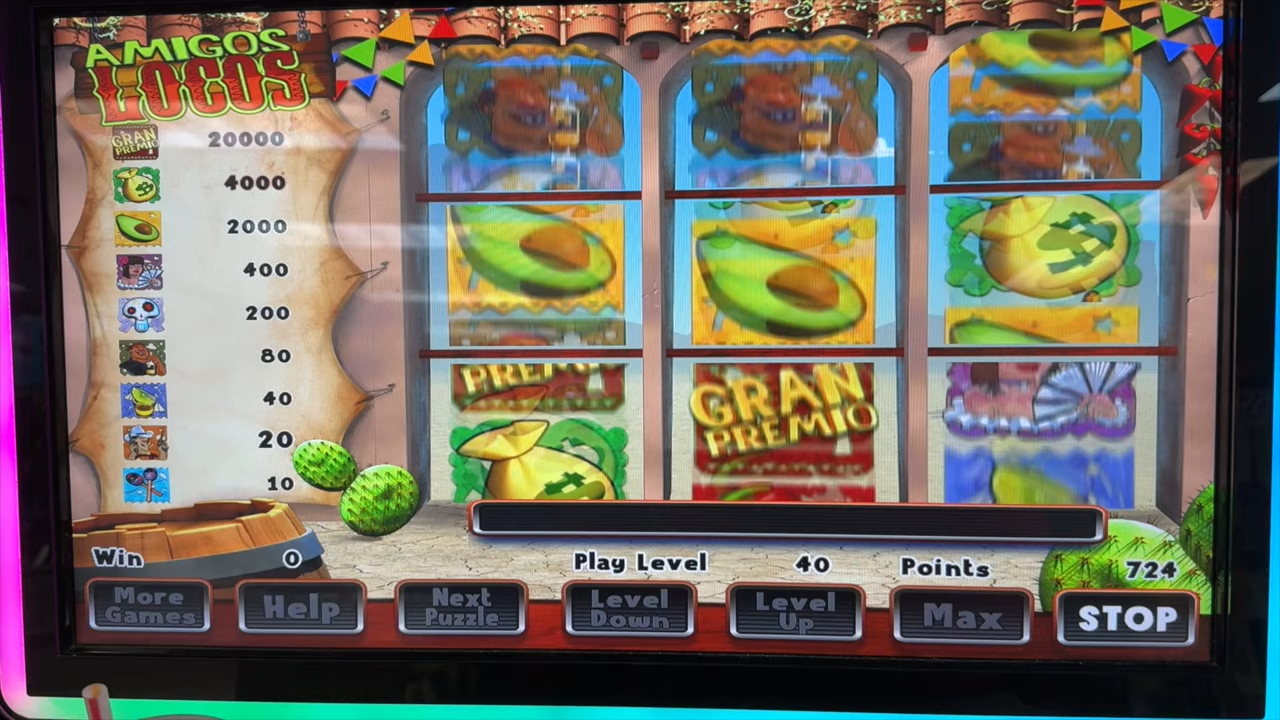 AMIGOS
LOCOS
GRAN
PREMIO
20000
4000
2000
400
200
80
40
20
10
PREMIO
GRAN
PREMIO
Win 0
Play Level 40
Points 724
More
Games
Help
Next
Puzzle
Level
Down
Level
Up
Max
STOP